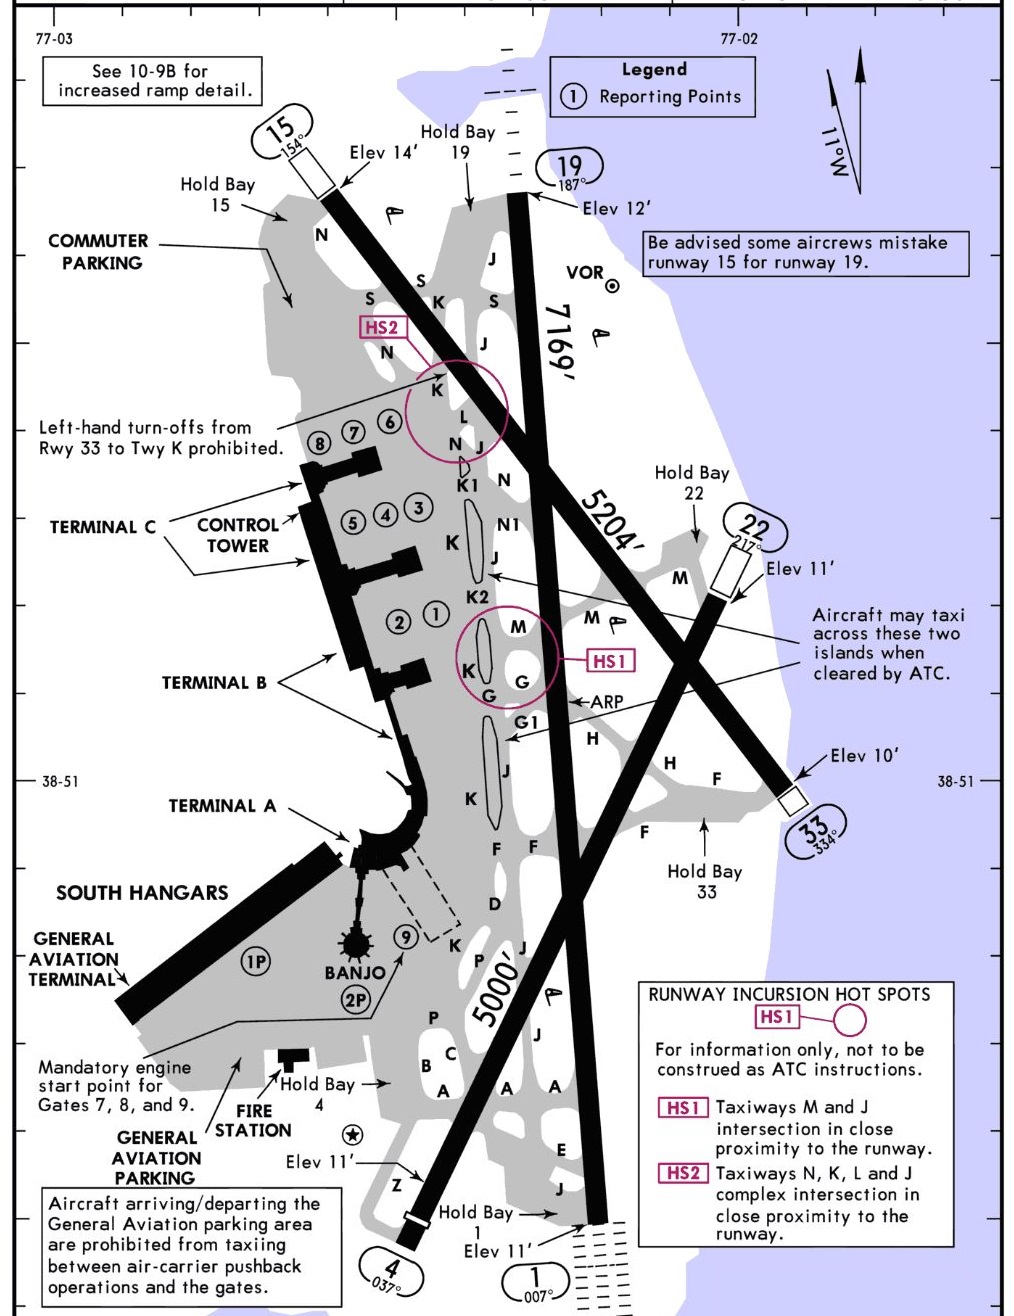 77-03
77-02
See 10-9B for
increased ramp detail.
Legend
1 Reporting Points
15
154°
Elev 14'
Hold Bay
19
19
187°
11°W
Hold Bay
15
Elev 12'
N
COMMUTER
PARKING
J
Be advised some aircrews mistake
runway 15 for runway 19.
VOR
S
S
K
S
HS2
N
J
7169'
K
Left-hand turn-offs from
Rwy 33 to Twy K prohibited.
8
7
6
L
N
J
K1
N
Hold Bay
22
TERMINAL C
CONTROL
TOWER
5
4
3
N1
K
J
5204'
22
217°
Elev 11'
M
K2
2
1
M
M
Aircraft may taxi
across these two
islands when
cleared by ATC.
HS1
K
G
G
TERMINAL B
ARP
G1
H
H
F
Elev 10'
38-51
38-51
J
K
TERMINAL A
33
334°
F
F
F
Hold Bay
33
SOUTH HANGARS
D
GENERAL
AVIATION
TERMINAL
9
K
J
P
1P
BANJO
2P
5000'
P
J
RUNWAY INCURSION HOT SPOTS
HS1
For information only, not to be
construed as ATC instructions.
HS1 Taxiways M and J
intersection in close
proximity to the runway.
HS2 Taxiways N, K, L and J
complex intersection in
close proximity to the
runway.
Mandatory engine
start point for
Gates 7, 8, and 9.
B
C
A
A
A
Hold Bay
4
FIRE
STATION
GENERAL
AVIATION
PARKING
E
Elev 11'
Z
J
Aircraft arriving/departing the
General Aviation parking area
are prohibited from taxiing
between air-carrier pushback
operations and the gates.
Hold Bay
1
Elev 11'
4
037°
1
007°